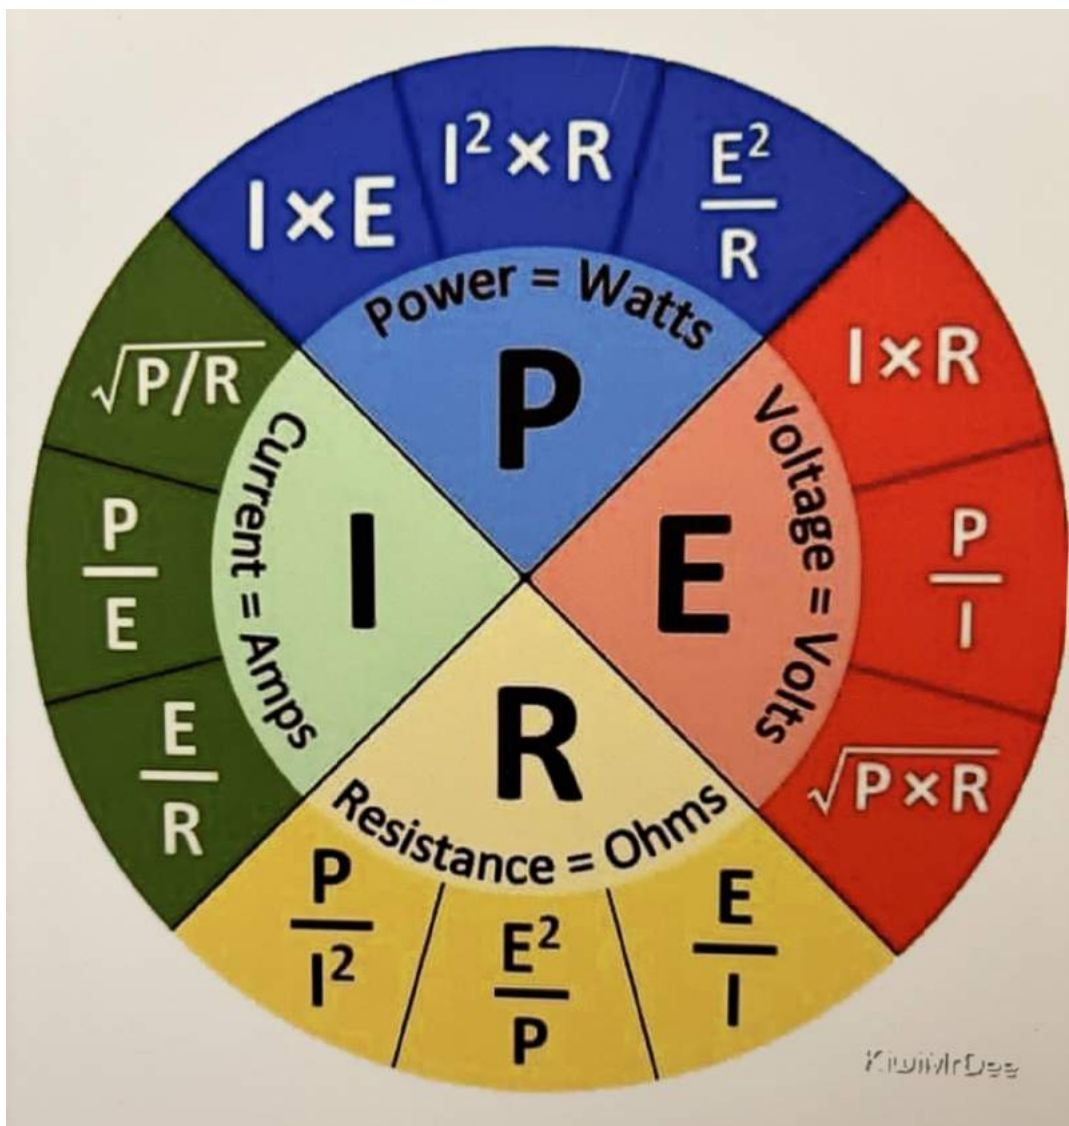 I × E
I² × R
E²
R
Power = Watts
P
I × R
P
I
√P × R
Voltage = Volts
E
E
I
E²
P
P
I²
Resistance = Ohms
R
E
R
P
E
√P/R
Current = Amps
I
KiwiMrDee